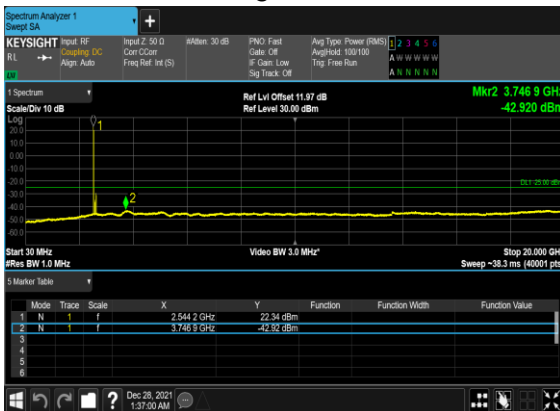 Spectrum Analyzer 1
Swept SA
+
KEYSIGHT Input: RF Input Z: 50 Ω #Atten: 30 dB PNO: Fast Avg Type: Power (RMS) 1 2 3 4 5 6
RL Coupling: DC Corr CCorr Gate: Off Avg|Hold: 100/100 A W W W W W
Align: Auto Freq Ref: Int (S) IF Gain: Low Trig: Free Run
Sig Track: Off A N N N N N
1 Spectrum Ref Lvl Offset 11.97 dB Mkr2 3.746 9 GHz
Scale/Div 10 dB Ref Level 30.00 dBm -42.920 dBm
Log
20.0
10.0
0.00
-10.0
-20.0
-30.0
-40.0
-50.0
-60.0
1
2
DL1 -25.00 dBm
Start 30 MHz Video BW 3.0 MHz* Stop 20.000 GHz
#Res BW 1.0 MHz Sweep ~38.3 ms (40001 pts)
5 Marker Table
Mode Trace Scale X Y Function Function Width Function Value
1 N 1 f 2.544 2 GHz 22.34 dBm
2 N 1 f 3.746 9 GHz -42.92 dBm
3
4
5
6
? Dec 28, 2021
1:37:00 AM